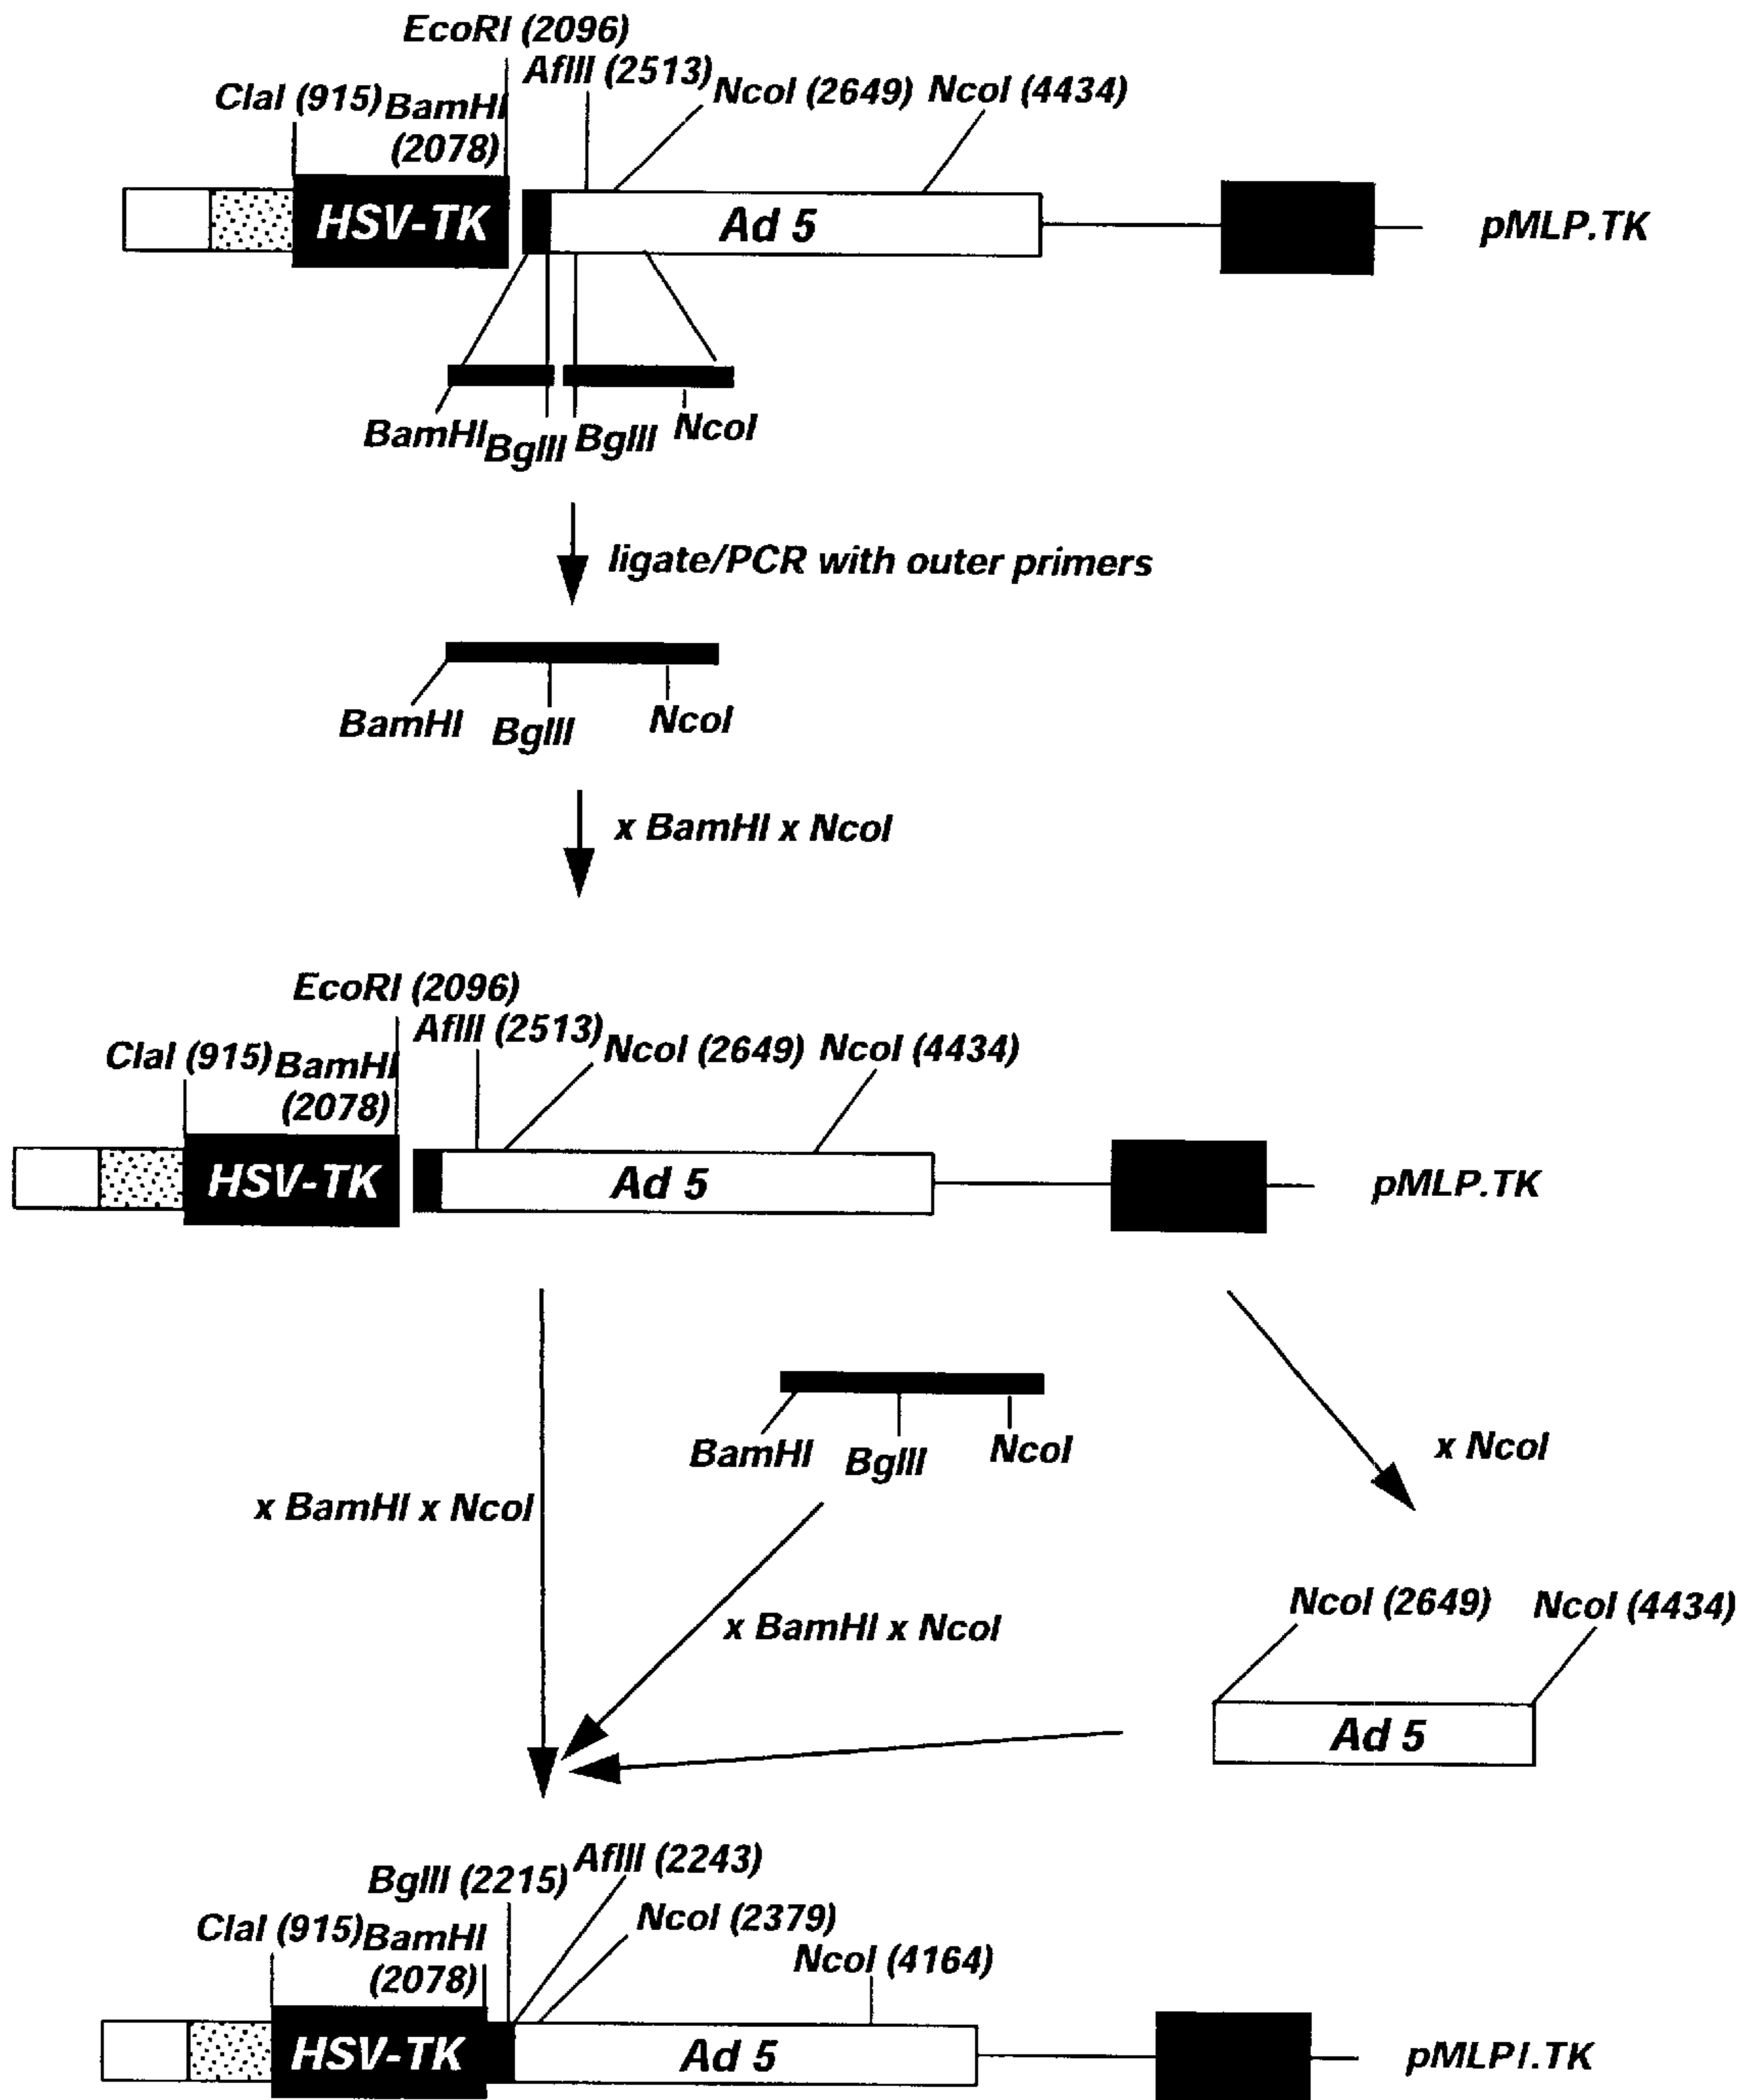 EcoRI (2096)
AflII (2513)
ClaI (915)
BamHI
(2078)
NcoI (2649)
NcoI (4434)
HSV-TK
Ad 5
pMLP.TK
BamHI
BglII
BglII
NcoI
ligate/PCR with outer primers
BamHI
BglII
NcoI
x BamHI x NcoI
EcoRI (2096)
AflII (2513)
ClaI (915)
BamHI
(2078)
NcoI (2649)
NcoI (4434)
HSV-TK
Ad 5
pMLP.TK
BamHI
BglII
NcoI
x NcoI
x BamHI x NcoI
x BamHI x NcoI
NcoI (2649)
NcoI (4434)
Ad 5
BglII (2215)
AflII (2243)
ClaI (915)
BamHI
(2078)
NcoI (2379)
NcoI (4164)
HSV-TK
Ad 5
pMLPI.TK